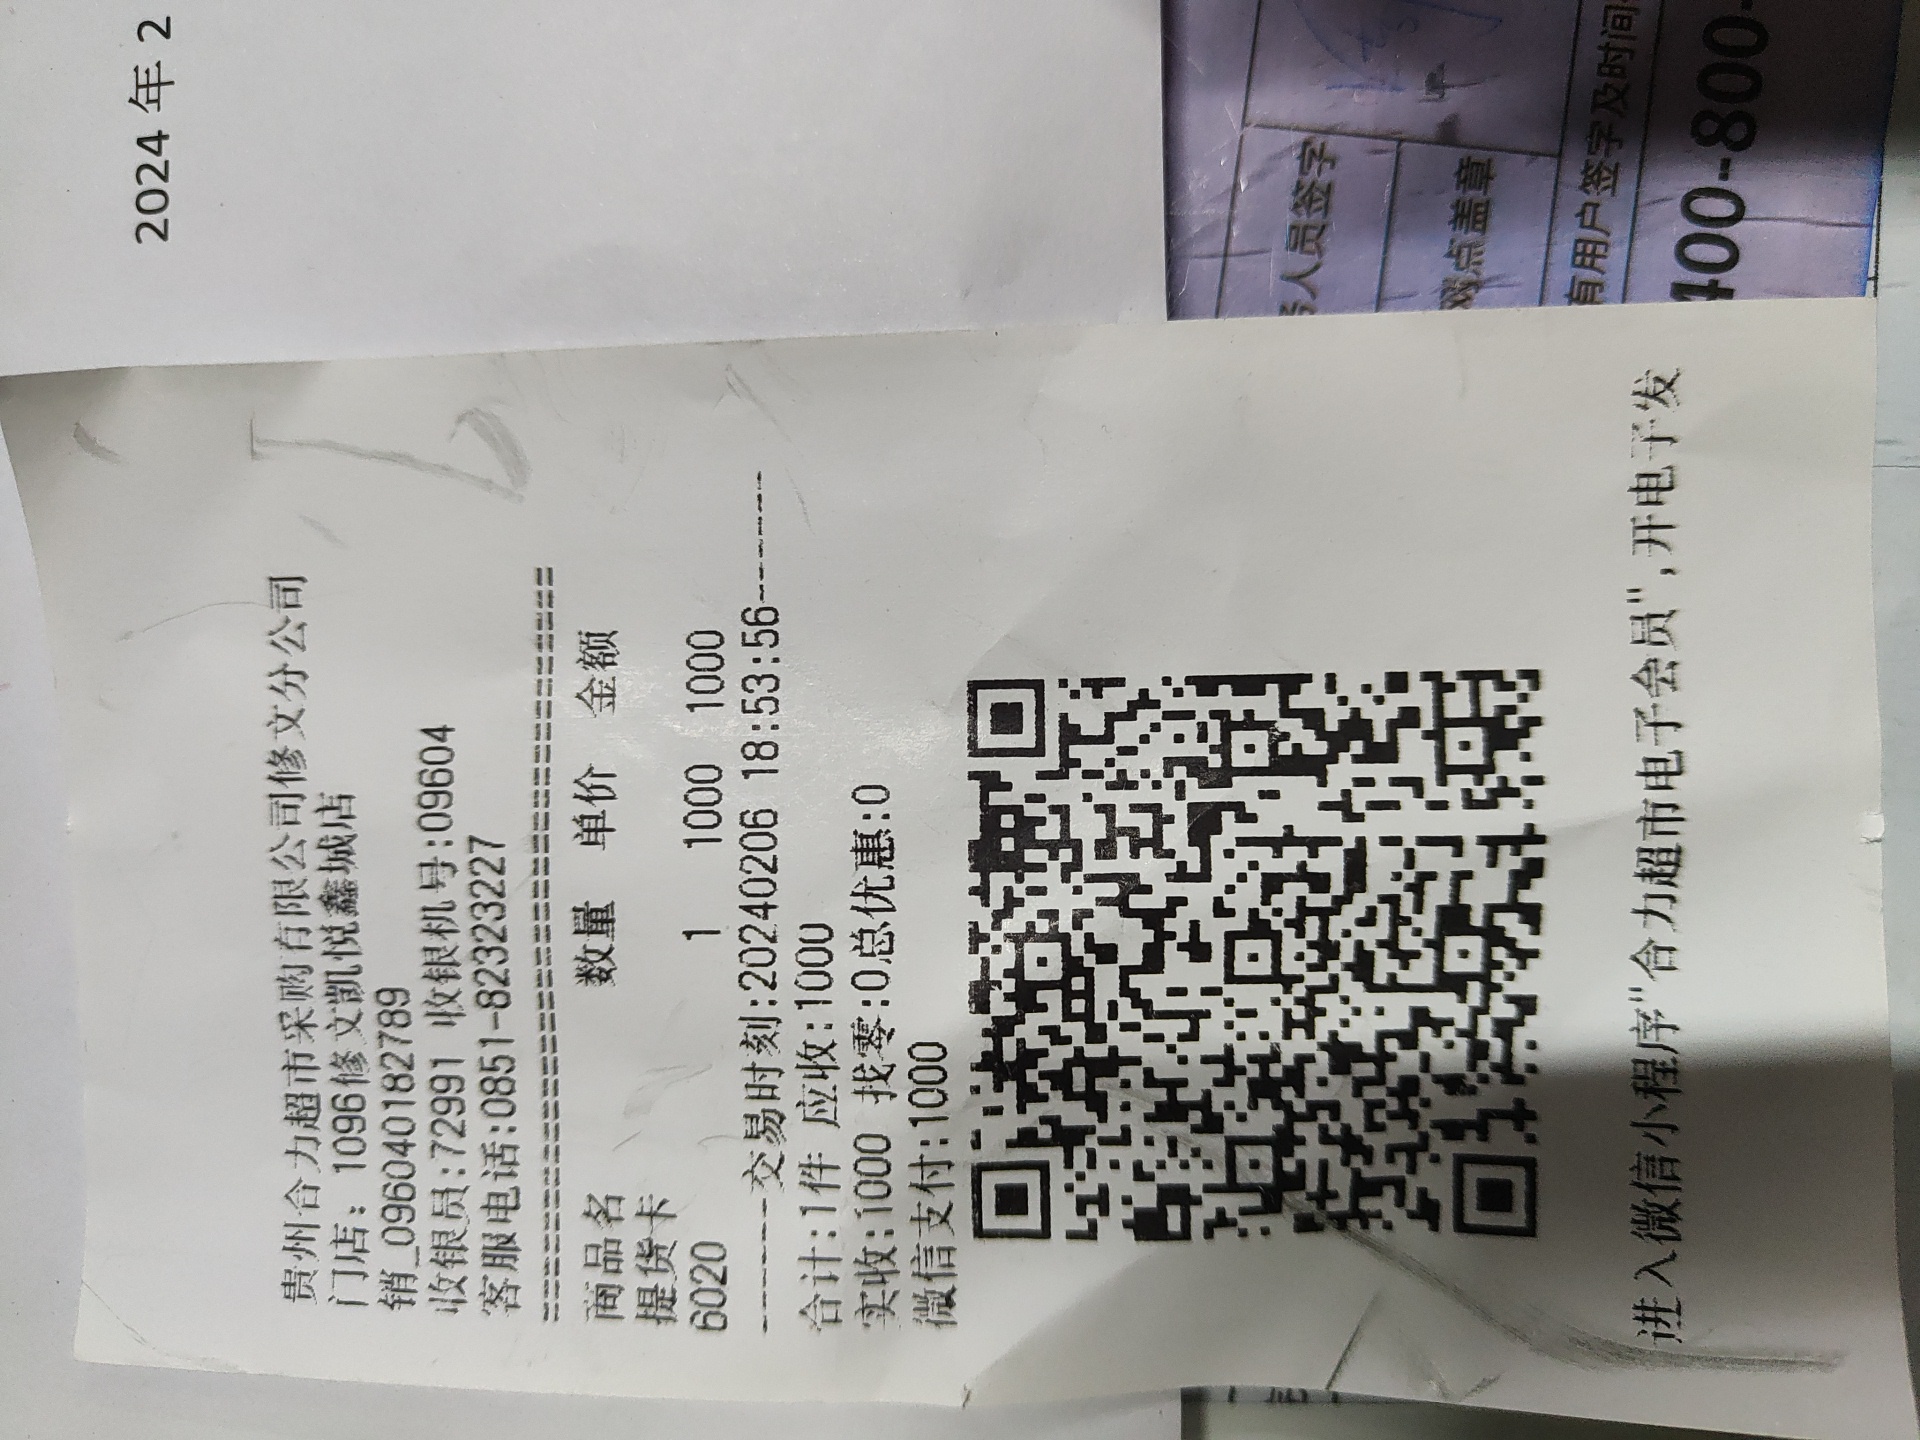 贵州合力超市采购有限公司修文分公司
门店: 1096修文凯悦鑫城店
销_0960401827789
收银员:72991 收银机号:09604
客服电话:0851-82323227
==========================================
商品名 数量 单价 金额
提货卡
6020 1 1000 1000
-------交易时刻:20240206 18:53:56-------
合计:1件 应收:1000
实收:1000 找零:0总优惠:0
微信支付:1000
进入微信小程序"合力超市电子会员",开电子发
2024 年 2
人员签字
网点盖章
有用户签字及时间
400-800-